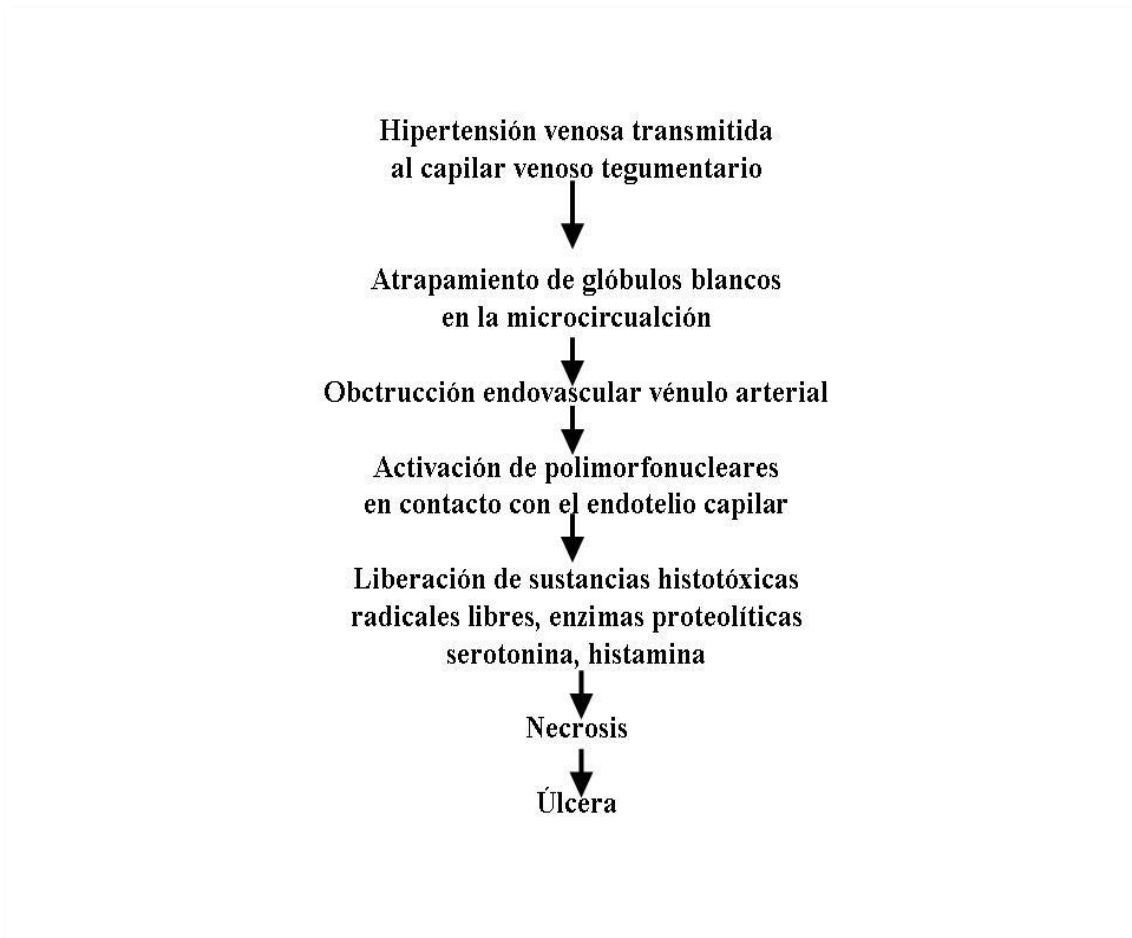 Hipertensión venosa transmitida
al capilar venoso tegumentario
Atrapamiento de glóbulos blancos
en la microcircualción
Obctrucción endovascular vénulo arterial
Activación de polimorfonucleares
en contacto con el endotelio capilar
Liberación de sustancias histotóxicas
radicales libres, enzimas proteolíticas
serotonina, histamina
Necrosis
Úlcera